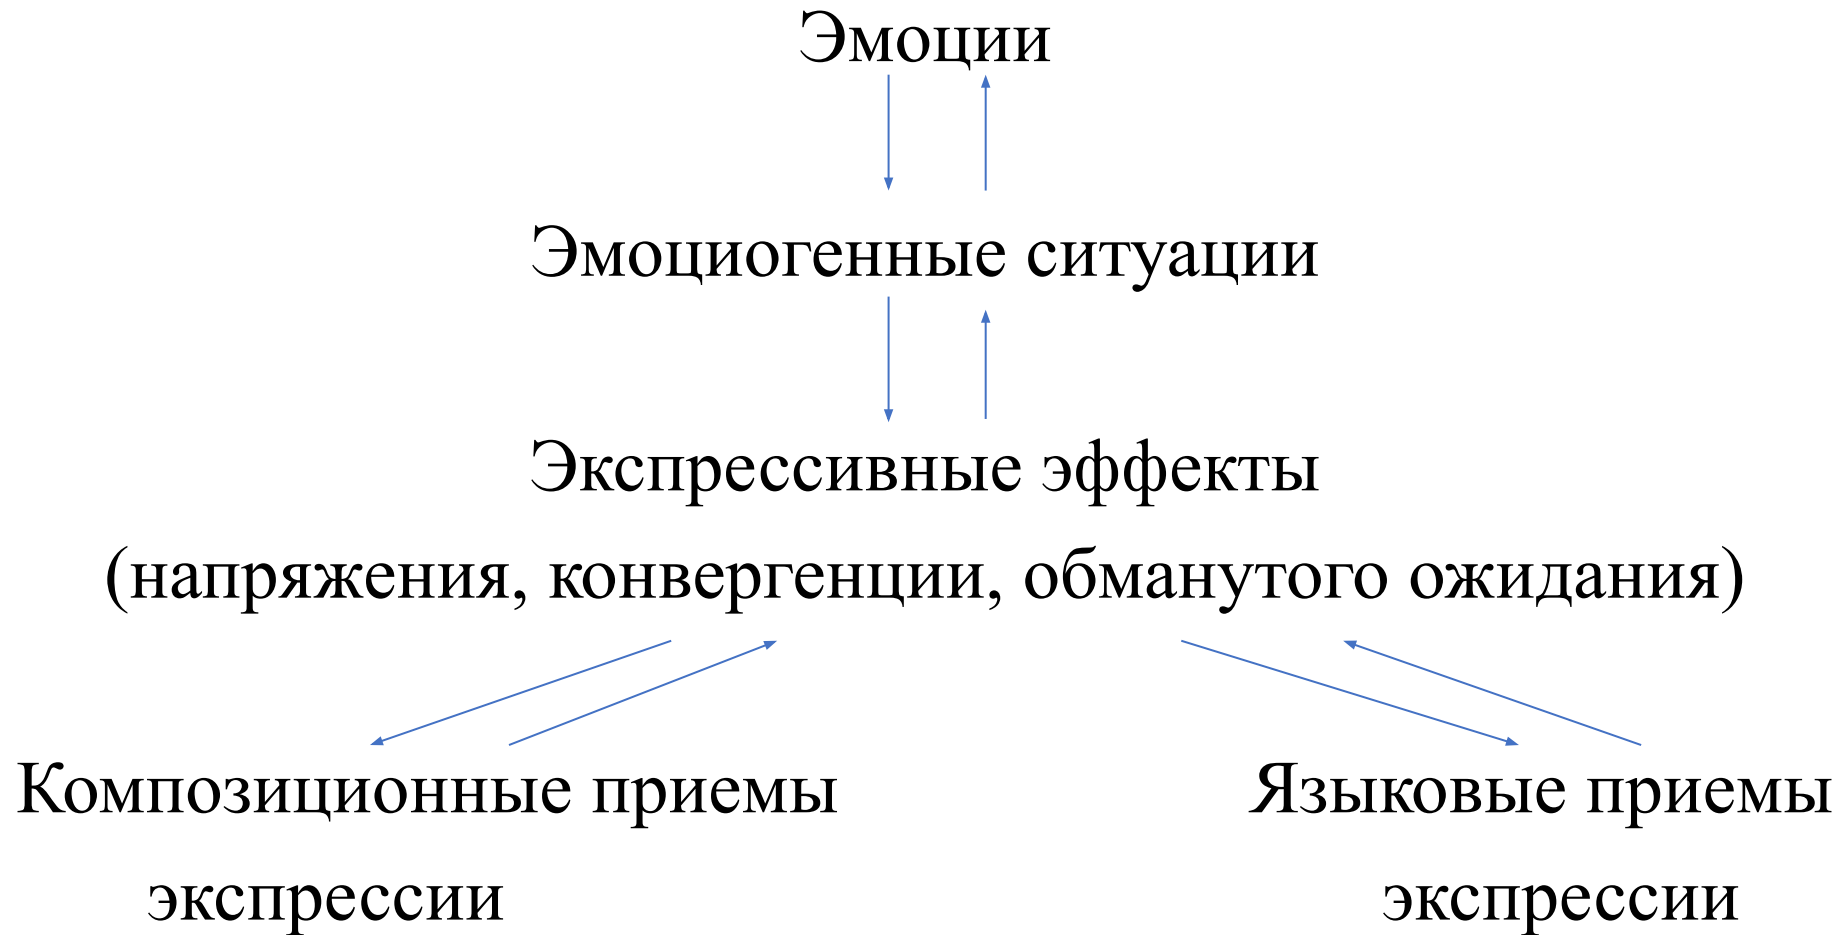 Эмоции
Эмоциогенные ситуации
Экспрессивные эффекты
(напряжения, конвергенции, обманутого ожидания)
Композиционные приемы
экспрессии
Языковые приемы
экспрессии